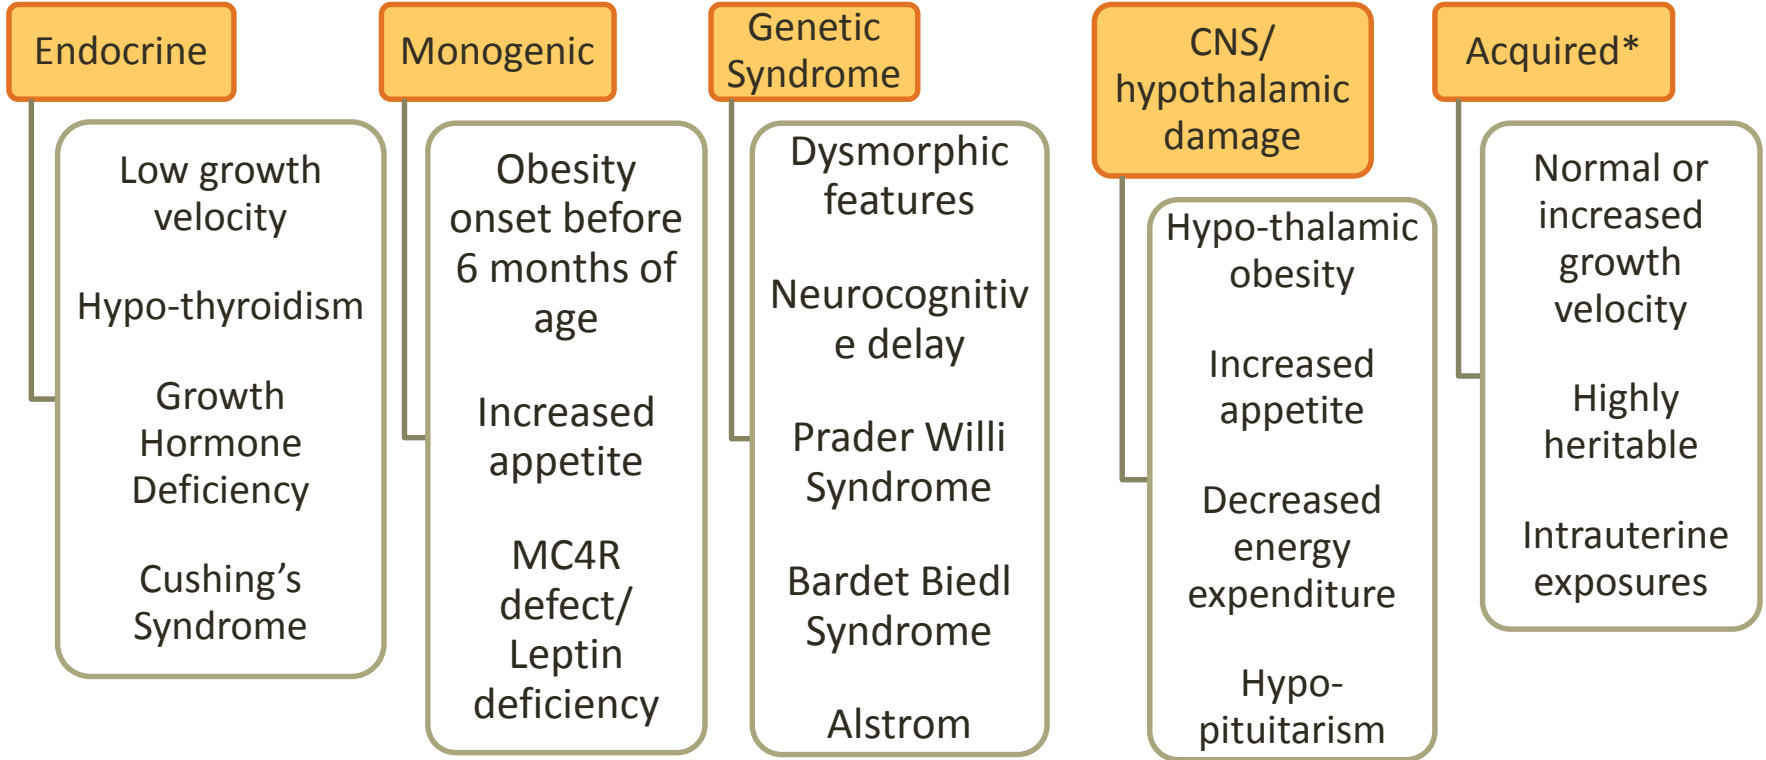 Endocrine
Low growth
velocity
Hypo-thyroidism
Growth
Hormone
Deficiency
Cushing’s
Syndrome
Monogenic
Obesity
onset before
6 months of
age
Increased
appetite
MC4R
defect/
Leptin
deficiency
Genetic
Syndrome
Dysmorphic
features
Neurocognitiv
e delay
Prader Willi
Syndrome
Bardet Biedl
Syndrome
Alstrom
CNS/
hypothalamic
damage
Hypo-thalamic
obesity
Increased
appetite
Decreased
energy
expenditure
Hypo-
pituitarism
Acquired*
Normal or
increased
growth
velocity
Highly
heritable
Intrauterine
exposures